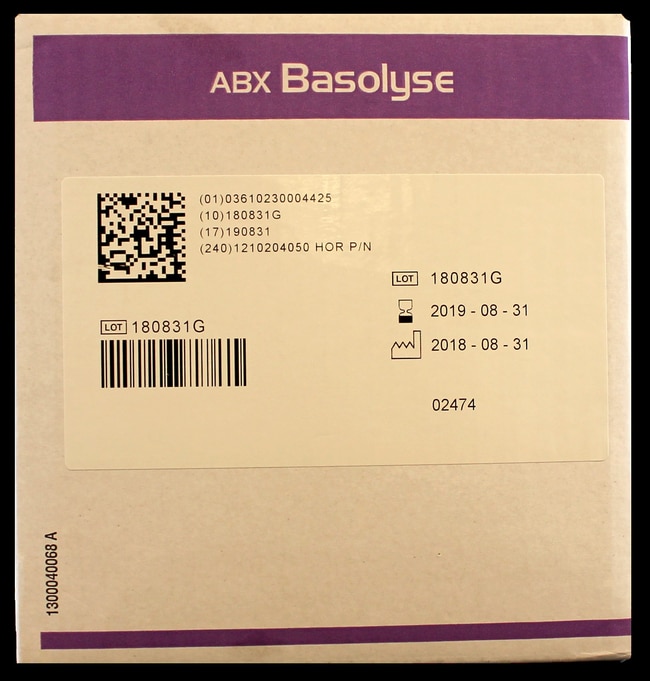 ABX Basolyse
(01)03610230004425
(10)180831G
(17)190831
(240)1210204050 HOR P/N
LOT 180831G
2019 - 08 - 31
2018 - 08 - 31
02474
LOT 180831G
1300040068 A